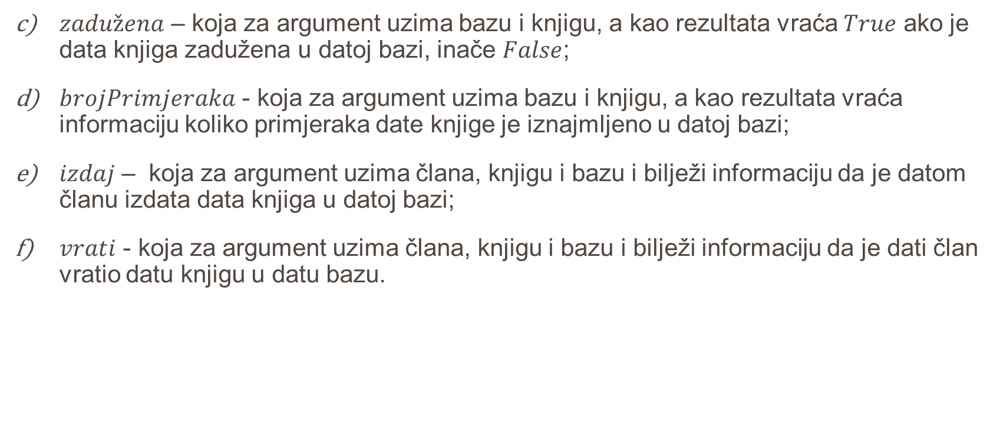 c) zadužena – koja za argument uzima bazu i knjigu, a kao rezultata vraća True ako je
data knjiga zadužena u datoj bazi, inače False;
d) brojPrimjeraka - koja za argument uzima bazu i knjigu, a kao rezultata vraća
informaciju koliko primjeraka date knjige je iznajmljeno u datoj bazi;
e) izdaj – koja za argument uzima člana, knjigu i bazu i bilježi informaciju da je datom
članu izdata data knjiga u datoj bazi;
f) vrati - koja za argument uzima člana, knjigu i bazu i bilježi informaciju da je dati član
vratio datu knjigu u datu bazu.